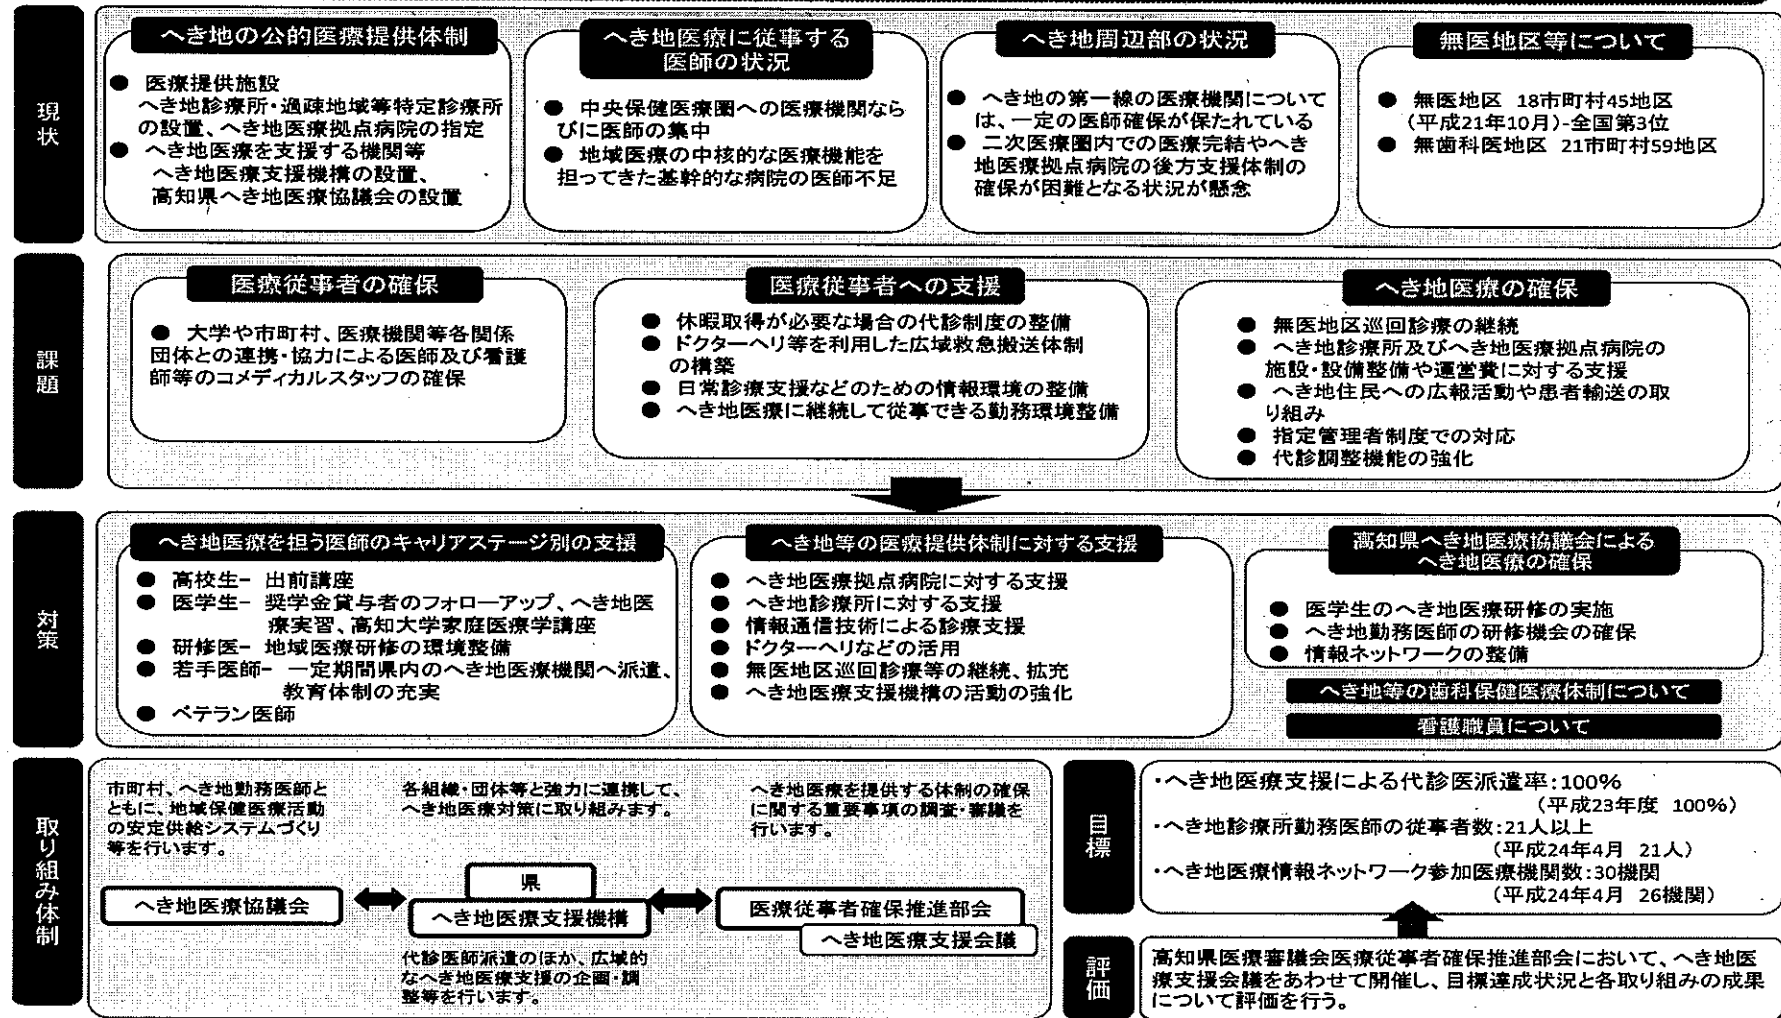 現状
へき地の公的医療提供体制
● 医療提供施設
へき地診療所・過疎地域等特定診療所
の設置、へき地医療拠点病院の指定
● へき地医療を支援する機関等
へき地医療支援機構の設置、
高知県へき地医療協議会の設置
へき地医療に従事する
医師の状況
● 中央保健医療圏への医療機関なら
びに医師の集中
● 地域医療の中核的な医療機能を
担ってきた基幹的な病院の医師不足
へき地周辺部の状況
● へき地の第一線の医療機関について
は、一定の医師確保が保たれている
● 二次医療圏内での医療完結やへき
地医療拠点病院の後方支援体制の
確保が困難となる状況が懸念
無医地区等について
● 無医地区 18市町村45地区
(平成21年10月)-全国第3位
● 無歯科医地区 21市町村59地区
課題
医療従事者の確保
● 大学や市町村、医療機関等各関係
団体との連携・協力による医師及び看護
師等のコメディカルスタッフの確保
医療従事者への支援
● 休暇取得が必要な場合の代診制度の整備
● ドクターヘリ等を利用した広域救急搬送体制
の構築
● 日常診療支援などのための情報環境の整備
● へき地医療に継続して従事できる勤務環境整備
へき地医療の確保
● 無医地区巡回診療の継続
● へき地診療所及びへき地医療拠点病院の
施設・設備整備や運営費に対する支援
● へき地住民への広報活動や患者輸送の取
り組み
● 指定管理者制度での対応
● 代診調整機能の強化
対策
へき地医療を担う医師のキャリアステージ別の支援
● 高校生- 出前講座
● 医学生- 奨学金貸与者のフォローアップ、へき地医
療実習、高知大学家庭医療学講座
● 研修医- 地域医療研修の環境整備
● 若手医師- 一定期間県内のへき地医療機関へ派遣、
教育体制の充実
● ベテラン医師
へき地等の医療提供体制に対する支援
● へき地医療拠点病院に対する支援
● へき地診療所に対する支援
● 情報通信技術による診療支援
● ドクターヘリなどの活用
● 無医地区巡回診療等の継続、拡充
● へき地医療支援機構の活動の強化
高知県へき地医療協議会による
へき地医療の確保
● 医学生のへき地医療研修の実施
● へき地勤務医師の研修機会の確保
● 情報ネットワークの整備
へき地等の歯科保健医療体制について
看護職員について
取り組み体制
市町村、へき地勤務医師と
ともに、地域保健医療活動
の安定供給システムづくり
等を行います。
へき地医療協議会
各組織・団体等と強力に連携して、
へき地医療対策に取り組みます。
県
へき地医療支援機構
代診医師派遣のほか、広域的
なへき地医療支援の企画・調
整等を行います。
へき地医療を提供する体制の確保
に関する重要事項の調査・審議を
行います。
医療従事者確保推進部会
へき地医療支援会議
目標
・へき地医療支援による代診医派遣率:100%
(平成23年度 100%)
・へき地診療所勤務医師の従事者数:21人以上
(平成24年4月 21人)
・へき地医療情報ネットワーク参加医療機関数:30機関
(平成24年4月 26機関)
評価
高知県医療審議会医療従事者確保推進部会において、へき地医
療支援会議をあわせて開催し、目標達成状況と各取り組みの成果
について評価を行う。